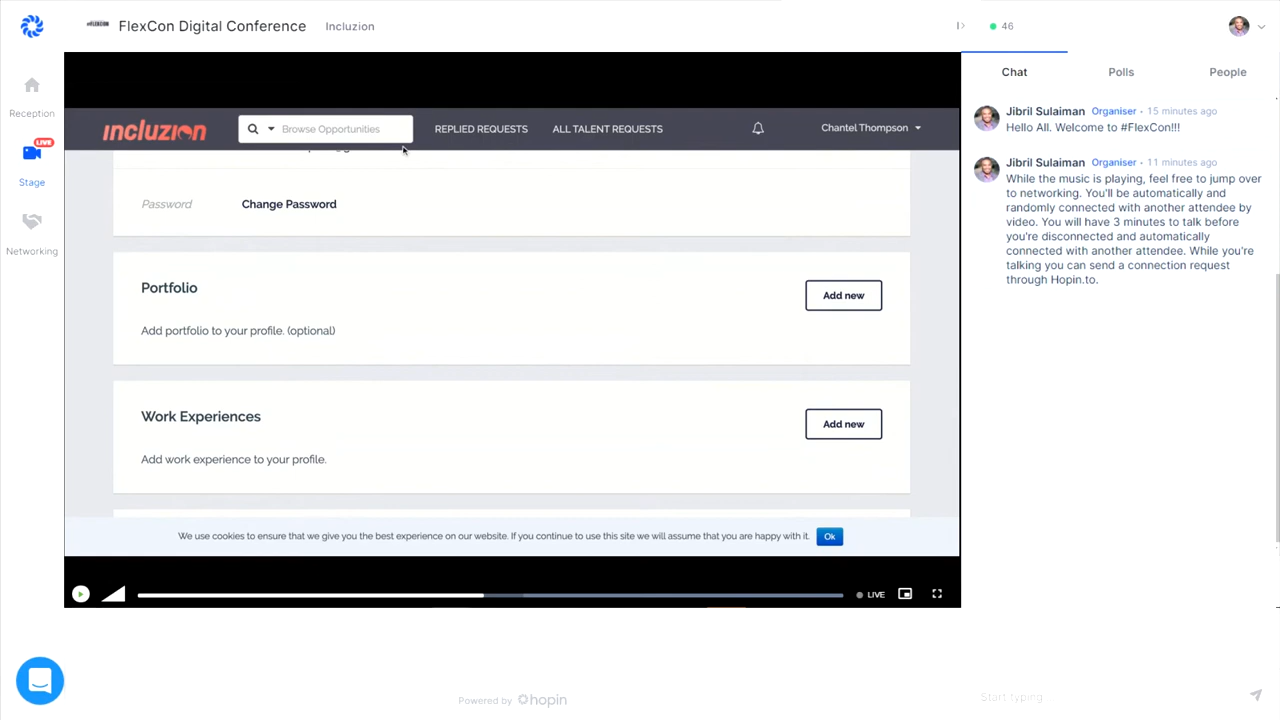 #FLEXCON
FlexCon Digital Conference
Incluzion
46
Reception
LIVE
Stage
Networking
incluzion
Browse Opportunities
REPLIED REQUESTS
ALL TALENT REQUESTS
Chantel Thompson
Password
Change Password
Portfolio
Add new
Add portfolio to your profile. (optional)
Work Experiences
Add new
Add work experience to your profile.
We use cookies to ensure that we give you the best experience on our website. If you continue to use this site we will assume that you are happy with it.
Ok
LIVE
Powered by hopin
Chat
Polls
People
Jibril Sulaiman Organiser • 15 minutes ago
Hello All. Welcome to #FlexCon!!!
Jibril Sulaiman Organiser • 11 minutes ago
While the music is playing, feel free to jump over
to networking. You'll be automatically and
randomly connected with another attendee by
video. You will have 3 minutes to talk before
you're disconnected and automatically
connected with another attendee. While you're
talking you can send a connection request
through Hopin.to.
Start typing